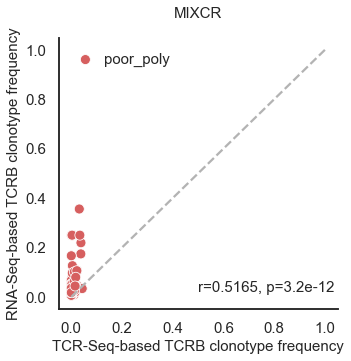 MIXCR
RNA-Seq-based TCRB clonotype frequency
1.0
0.8
0.6
0.4
0.2
0.0
poor_poly
r=0.5165, p=3.2e-12
0.0 0.2 0.4 0.6 0.8 1.0
TCR-Seq-based TCRB clonotype frequency